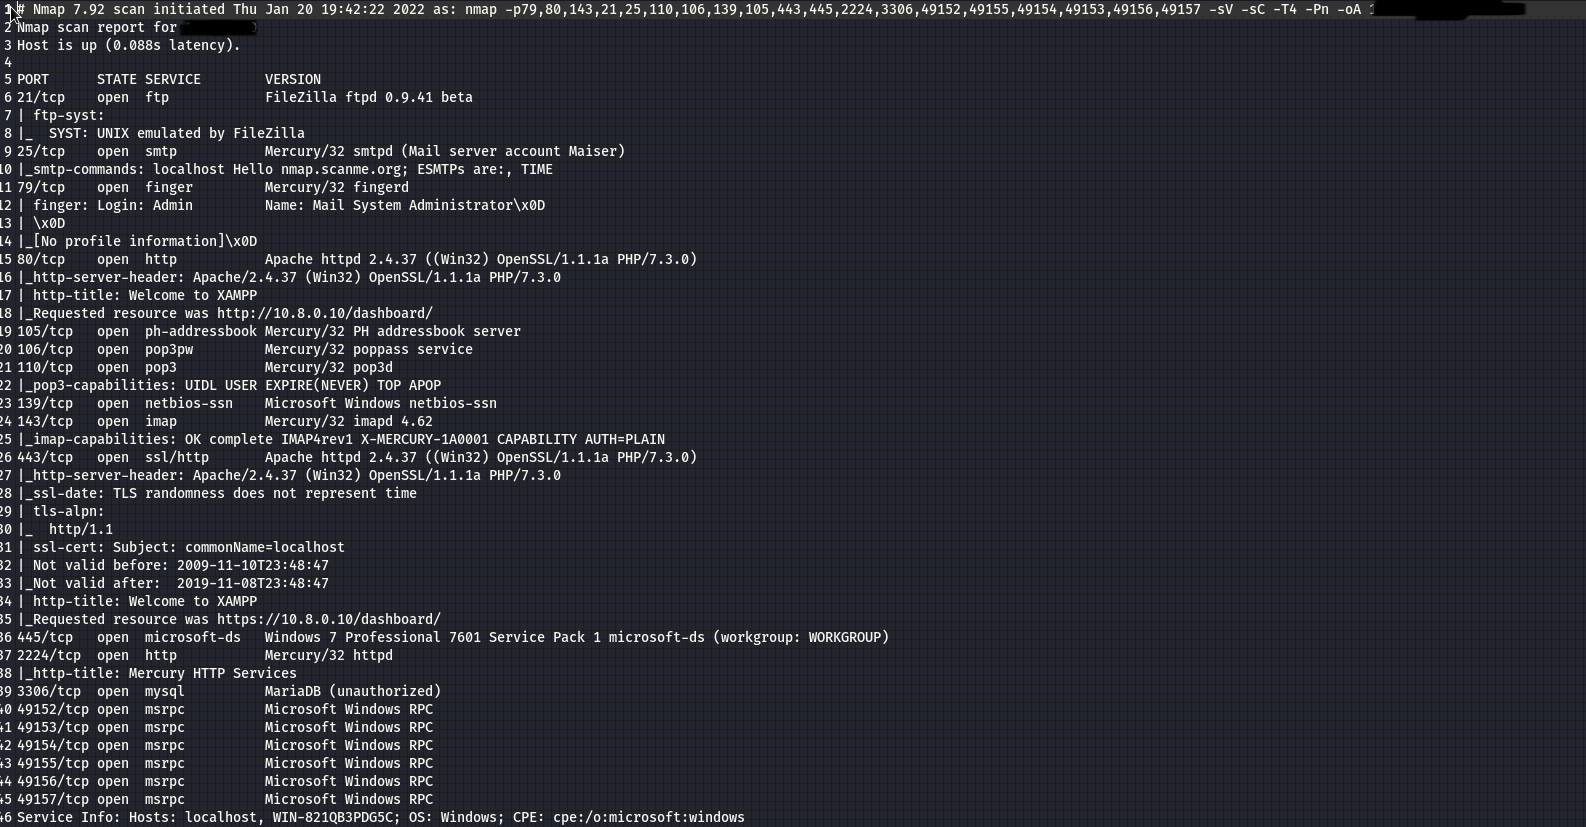 1 # Nmap 7.92 scan initiated Thu Jan 20 19:42:22 2022 as: nmap -p79,80,143,21,25,110,106,139,105,443,445,2224,3306,49152,49155,49154,49153,49156,49157 -sV -sC -T4 -Pn -oA
2 Nmap scan report for
3 Host is up (0.088s latency).
4
5 PORT      STATE SERVICE       VERSION
6 21/tcp    open  ftp           FileZilla ftpd 0.9.41 beta
7 | ftp-syst:
8 |_  SYST: UNIX emulated by FileZilla
9 25/tcp    open  smtp          Mercury/32 smtpd (Mail server account Maiser)
10 |_smtp-commands: localhost Hello nmap.scanme.org; ESMTPs are:, TIME
11 79/tcp    open  finger        Mercury/32 fingerd
12 | finger: Login: Admin         Name: Mail System Administrator\x0D
13 | \x0D
14 |_[No profile information]\x0D
15 80/tcp    open  http          Apache httpd 2.4.37 ((Win32) OpenSSL/1.1.1a PHP/7.3.0)
16 |_http-server-header: Apache/2.4.37 (Win32) OpenSSL/1.1.1a PHP/7.3.0
17 | http-title: Welcome to XAMPP
18 |_Requested resource was http://10.8.0.10/dashboard/
19 105/tcp   open  ph-addressbook Mercury/32 PH addressbook server
20 106/tcp   open  pop3pw        Mercury/32 poppass service
21 110/tcp   open  pop3          Mercury/32 pop3d
22 |_pop3-capabilities: UIDL USER EXPIRE(NEVER) TOP APOP
23 139/tcp   open  netbios-ssn   Microsoft Windows netbios-ssn
24 143/tcp   open  imap          Mercury/32 imapd 4.62
25 |_imap-capabilities: OK complete IMAP4rev1 X-MERCURY-1A0001 CAPABILITY AUTH=PLAIN
26 443/tcp   open  ssl/http      Apache httpd 2.4.37 ((Win32) OpenSSL/1.1.1a PHP/7.3.0)
27 |_http-server-header: Apache/2.4.37 (Win32) OpenSSL/1.1.1a PHP/7.3.0
28 |_ssl-date: TLS randomness does not represent time
29 | tls-alpn:
30 |_  http/1.1
31 | ssl-cert: Subject: commonName=localhost
32 | Not valid before: 2009-11-10T23:48:47
33 |_Not valid after:  2019-11-08T23:48:47
34 | http-title: Welcome to XAMPP
35 |_Requested resource was https://10.8.0.10/dashboard/
36 445/tcp   open  microsoft-ds  Windows 7 Professional 7601 Service Pack 1 microsoft-ds (workgroup: WORKGROUP)
37 2224/tcp  open  http          Mercury/32 httpd
38 |_http-title: Mercury HTTP Services
39 3306/tcp  open  mysql         MariaDB (unauthorized)
40 49152/tcp open  msrpc         Microsoft Windows RPC
41 49153/tcp open  msrpc         Microsoft Windows RPC
42 49154/tcp open  msrpc         Microsoft Windows RPC
43 49155/tcp open  msrpc         Microsoft Windows RPC
44 49156/tcp open  msrpc         Microsoft Windows RPC
45 49157/tcp open  msrpc         Microsoft Windows RPC
46 Service Info: Hosts: localhost, WIN-821QB3PDG5C; OS: Windows; CPE: cpe:/o:microsoft:windows